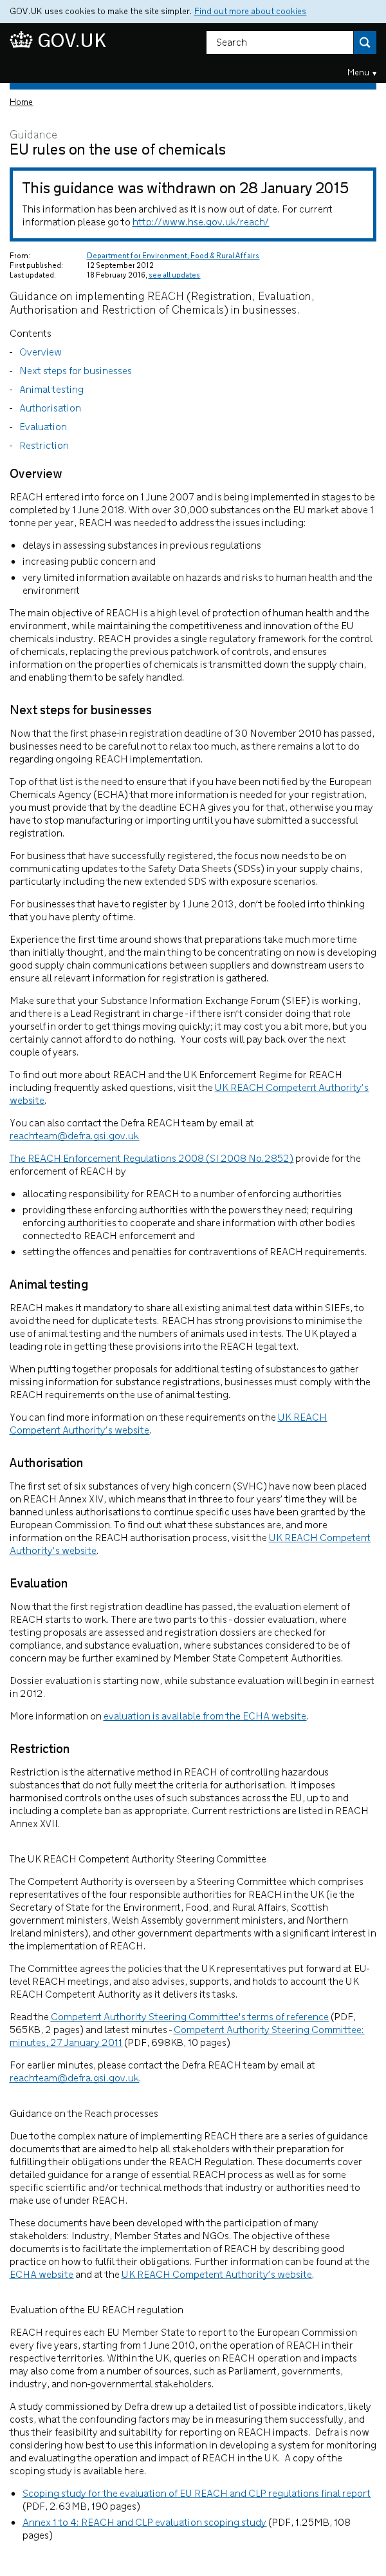 GOV.UK uses cookies to make the site simpler. Find out more about cookies
GOV.UK
Search
Menu ▾
Home
Guidance
EU rules on the use of chemicals
This guidance was withdrawn on 28 January 2015
This information has been archived as it is now out of date. For current
information please go to http://www.hse.gov.uk/reach/
From: Department for Environment, Food & Rural Affairs
First published: 12 September 2012
Last updated: 18 February 2016, see all updates
Guidance on implementing REACH (Registration, Evaluation,
Authorisation and Restriction of Chemicals) in businesses.
Contents
- Overview
- Next steps for businesses
- Animal testing
- Authorisation
- Evaluation
- Restriction
Overview
REACH entered into force on 1 June 2007 and is being implemented in stages to be
completed by 1 June 2018. With over 30,000 substances on the EU market above 1
tonne per year, REACH was needed to address the issues including:
• delays in assessing substances in previous regulations
• increasing public concern and
• very limited information available on hazards and risks to human health and the
environment
The main objective of REACH is a high level of protection of human health and the
environment, while maintaining the competitiveness and innovation of the EU
chemicals industry. REACH provides a single regulatory framework for the control
of chemicals, replacing the previous patchwork of controls, and ensures
information on the properties of chemicals is transmitted down the supply chain,
and enabling them to be safely handled.
Next steps for businesses
Now that the first phase-in registration deadline of 30 November 2010 has passed,
businesses need to be careful not to relax too much, as there remains a lot to do
regarding ongoing REACH implementation.
Top of that list is the need to ensure that if you have been notified by the European
Chemicals Agency (ECHA) that more information is needed for your registration,
you must provide that by the deadline ECHA gives you for that, otherwise you may
have to stop manufacturing or importing until you have submitted a successful
registration.
For business that have successfully registered, the focus now needs to be on
communicating updates to the Safety Data Sheets (SDSs) in your supply chains,
particularly including the new extended SDS with exposure scenarios.
For businesses that have to register by 1 June 2013, don't be fooled into thinking
that you have plenty of time.
Experience the first time around shows that preparations take much more time
than initially thought, and the main thing to be concentrating on now is developing
good supply chain communications between suppliers and downstream users to
ensure all relevant information for registration is gathered.
Make sure that your Substance Information Exchange Forum (SIEF) is working,
and there is a Lead Registrant in charge - if there isn't consider doing that role
yourself in order to get things moving quickly; it may cost you a bit more, but you
certainly cannot afford to do nothing. Your costs will pay back over the next
couple of years.
To find out more about REACH and the UK Enforcement Regime for REACH
including frequently asked questions, visit the UK REACH Competent Authority's
website.
You can also contact the Defra REACH team by email at
reachteam@defra.gsi.gov.uk
The REACH Enforcement Regulations 2008 (SI 2008 No.2852) provide for the
enforcement of REACH by
• allocating responsibility for REACH to a number of enforcing authorities
• providing these enforcing authorities with the powers they need; requiring
enforcing authorities to cooperate and share information with other bodies
connected to REACH enforcement and
• setting the offences and penalties for contraventions of REACH requirements.
Animal testing
REACH makes it mandatory to share all existing animal test data within SIEFs, to
avoid the need for duplicate tests. REACH has strong provisions to minimise the
use of animal testing and the numbers of animals used in tests. The UK played a
leading role in getting these provisions into the REACH legal text.
When putting together proposals for additional testing of substances to gather
missing information for substance registrations, businesses must comply with the
REACH requirements on the use of animal testing.
You can find more information on these requirements on the UK REACH
Competent Authority's website.
Authorisation
The first set of six substances of very high concern (SVHC) have now been placed
on REACH Annex XIV, which means that in three to four years' time they will be
banned unless authorisations to continue specific uses have been granted by the
European Commission. To find out what these substances are, and more
information on the REACH authorisation process, visit the UK REACH Competent
Authority's website.
Evaluation
Now that the first registration deadline has passed, the evaluation element of
REACH starts to work. There are two parts to this - dossier evaluation, where
testing proposals are assessed and registration dossiers are checked for
compliance, and substance evaluation, where substances considered to be of
concern may be further examined by Member State Competent Authorities.
Dossier evaluation is starting now, while substance evaluation will begin in earnest
in 2012.
More information on evaluation is available from the ECHA website.
Restriction
Restriction is the alternative method in REACH of controlling hazardous
substances that do not fully meet the criteria for authorisation. It imposes
harmonised controls on the uses of such substances across the EU, up to and
including a complete ban as appropriate. Current restrictions are listed in REACH
Annex XVII.
The UK REACH Competent Authority Steering Committee
The Competent Authority is overseen by a Steering Committee which comprises
representatives of the four responsible authorities for REACH in the UK (ie the
Secretary of State for the Environment, Food, and Rural Affairs, Scottish
government ministers, Welsh Assembly government ministers, and Northern
Ireland ministers), and other government departments with a significant interest in
the implementation of REACH.
The Committee agrees the policies that the UK representatives put forward at EU-
level REACH meetings, and also advises, supports, and holds to account the UK
REACH Competent Authority as it delivers its tasks.
Read the Competent Authority Steering Committee's terms of reference (PDF,
565KB, 2 pages) and latest minutes - Competent Authority Steering Committee:
minutes, 27 January 2011 (PDF, 698KB, 10 pages)
For earlier minutes, please contact the Defra REACH team by email at
reachteam@defra.gsi.gov.uk.
Guidance on the Reach processes
Due to the complex nature of implementing REACH there are a series of guidance
documents that are aimed to help all stakeholders with their preparation for
fulfilling their obligations under the REACH Regulation. These documents cover
detailed guidance for a range of essential REACH process as well as for some
specific scientific and/or technical methods that industry or authorities need to
make use of under REACH.
These documents have been developed with the participation of many
stakeholders: Industry, Member States and NGOs. The objective of these
documents is to facilitate the implementation of REACH by describing good
practice on how to fulfil their obligations. Further information can be found at the
ECHA website and at the UK REACH Competent Authority's website.
Evaluation of the EU REACH regulation
REACH requires each EU Member State to report to the European Commission
every five years, starting from 1 June 2010, on the operation of REACH in their
respective territories. Within the UK, queries on REACH operation and impacts
may also come from a number of sources, such as Parliament, governments,
industry, and non-governmental stakeholders.
A study commissioned by Defra drew up a detailed list of possible indicators, likely
costs, what the confounding factors may be in measuring them successfully, and
thus their feasibility and suitability for reporting on REACH impacts. Defra is now
considering how best to use this information in developing a system for monitoring
and evaluating the operation and impact of REACH in the UK. A copy of the
scoping study is available here.
• Scoping study for the evaluation of EU REACH and CLP regulations final report
(PDF, 2.63MB, 190 pages)
• Annex 1 to 4: REACH and CLP evaluation scoping study (PDF, 1.25MB, 108
pages)